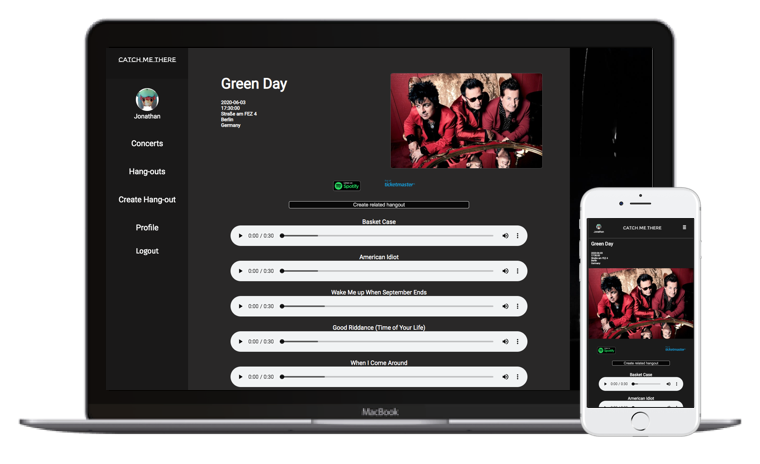 CATCH.ME.THERE
Jonathan
Concerts
Hang-outs
Create Hang-out
Profile
Logout
Green Day
2020-06-03
17:30:00
Straße am FEZ 4
Berlin
Germany
Spotify
ticketmaster
Create related hangout
Basket Case
0:00 / 0:30
American Idiot
0:00 / 0:30
Wake Me up When September Ends
0:00 / 0:30
Good Riddance (Time of Your Life)
0:00 / 0:30
When I Come Around
0:00 / 0:30
MacBook
CATCH.ME.THERE
Green Day
Spotify
ticketmaster
Create related hangout
Basket Case
0:00 / 0:30
American Idiot